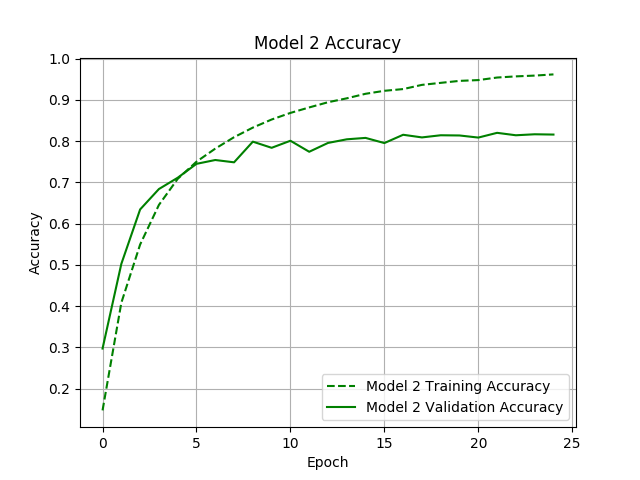 Model 2 Accuracy
1.0
0.9
0.8
0.7
0.6
0.5
0.4
0.3
0.2
Accuracy
Model 2 Training Accuracy
Model 2 Validation Accuracy
0 5 10 15 20 25
Epoch